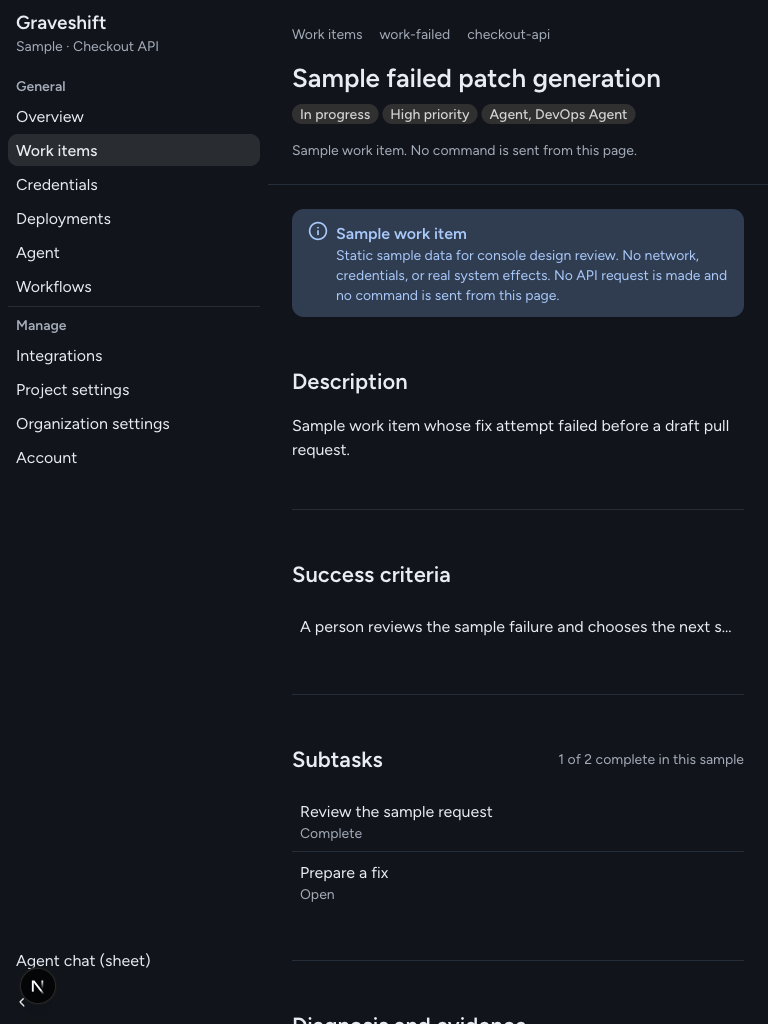 Graveshift
Sample · Checkout API
General
Overview
Work items
Credentials
Deployments
Agent
Workflows
Manage
Integrations
Project settings
Organization settings
Account
Agent chat (sheet)
N
Work items work-failed checkout-api
Sample failed patch generation
In progress High priority Agent, DevOps Agent
Sample work item. No command is sent from this page.
Sample work item
Static sample data for console design review. No network,
credentials, or real system effects. No API request is made and
no command is sent from this page.
Description
Sample work item whose fix attempt failed before a draft pull
request.
Success criteria
A person reviews the sample failure and chooses the next s...
Subtasks 1 of 2 complete in this sample
Review the sample request
Complete
Prepare a fix
Open
Diagnosis and evidence